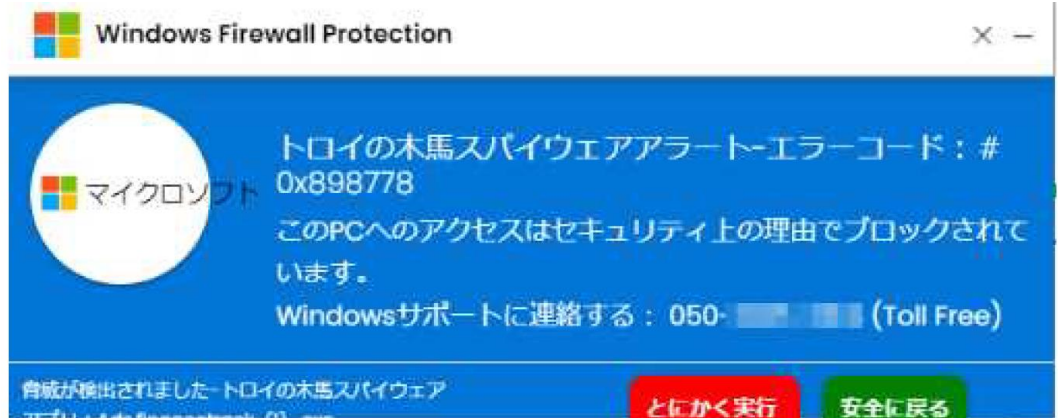 Windows Firewall Protection
マイクロソフト
トロイの木馬スパイウェアアラート-エラーコード：#
0x898778
このPCへのアクセスはセキュリティ上の理由でブロックされて
います。
Windowsサポートに連絡する：050- (Toll Free)
脅威が検出されました-トロイの木馬スパイウェア
とにかく実行
安全に戻る